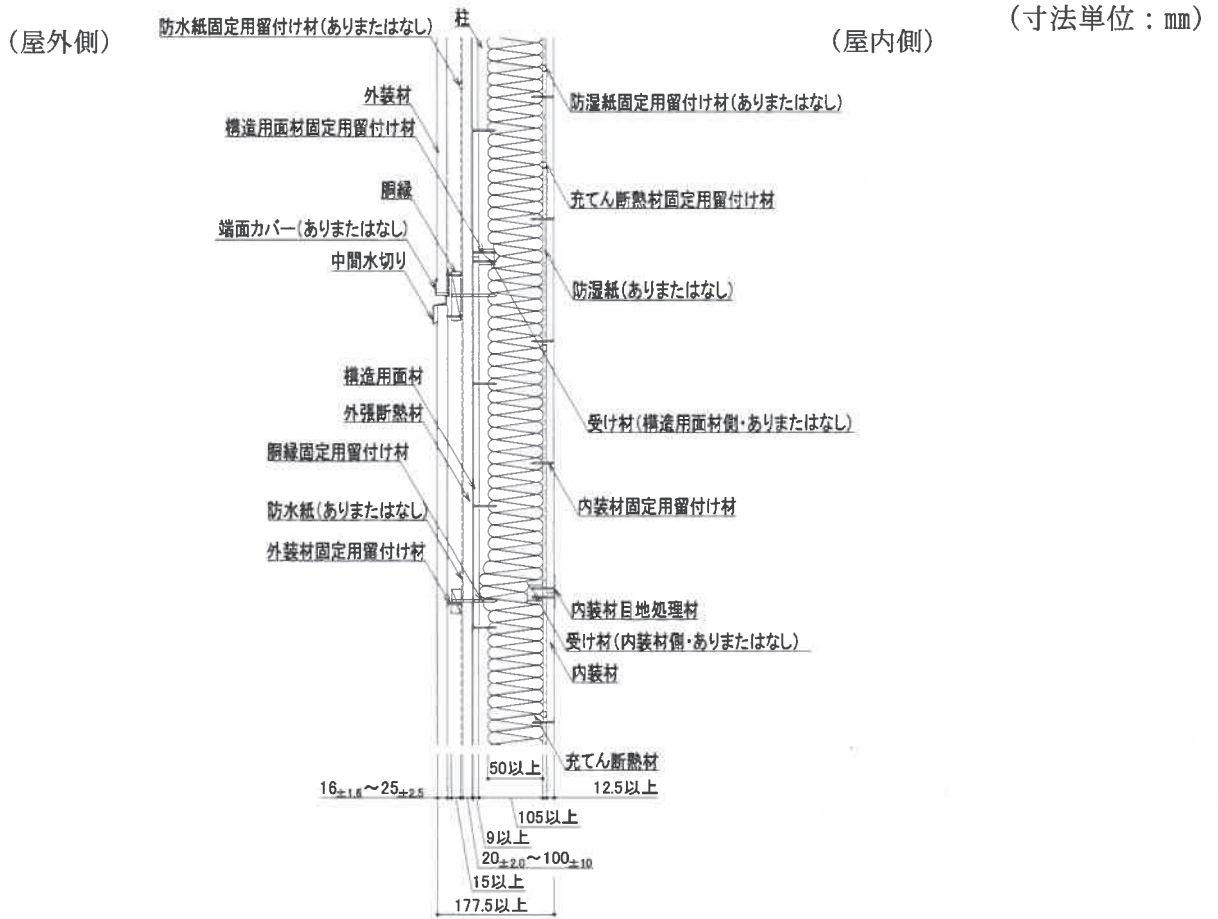 (寸法単位：mm)
(屋外側)
(屋内側)
防水紙固定用留付け材(ありまたはなし)
柱
外装材
構造用面材固定用留付け材
胴縁
端面カバー(ありまたはなし)
中間水切り
構造用面材
外張断熱材
胴縁固定用留付け材
防水紙(ありまたはなし)
外装材固定用留付け材
防湿紙固定用留付け材(ありまたはなし)
充てん断熱材固定用留付け材
防湿紙(ありまたはなし)
受け材(構造用面材側・ありまたはなし)
内装材固定用留付け材
内装材目地処理材
受け材(内装材側・ありまたはなし)
内装材
充てん断熱材
50以上
16±1.6～25±2.5
12.5以上
105以上
9以上
20±2.0～100±10
15以上
177.5以上